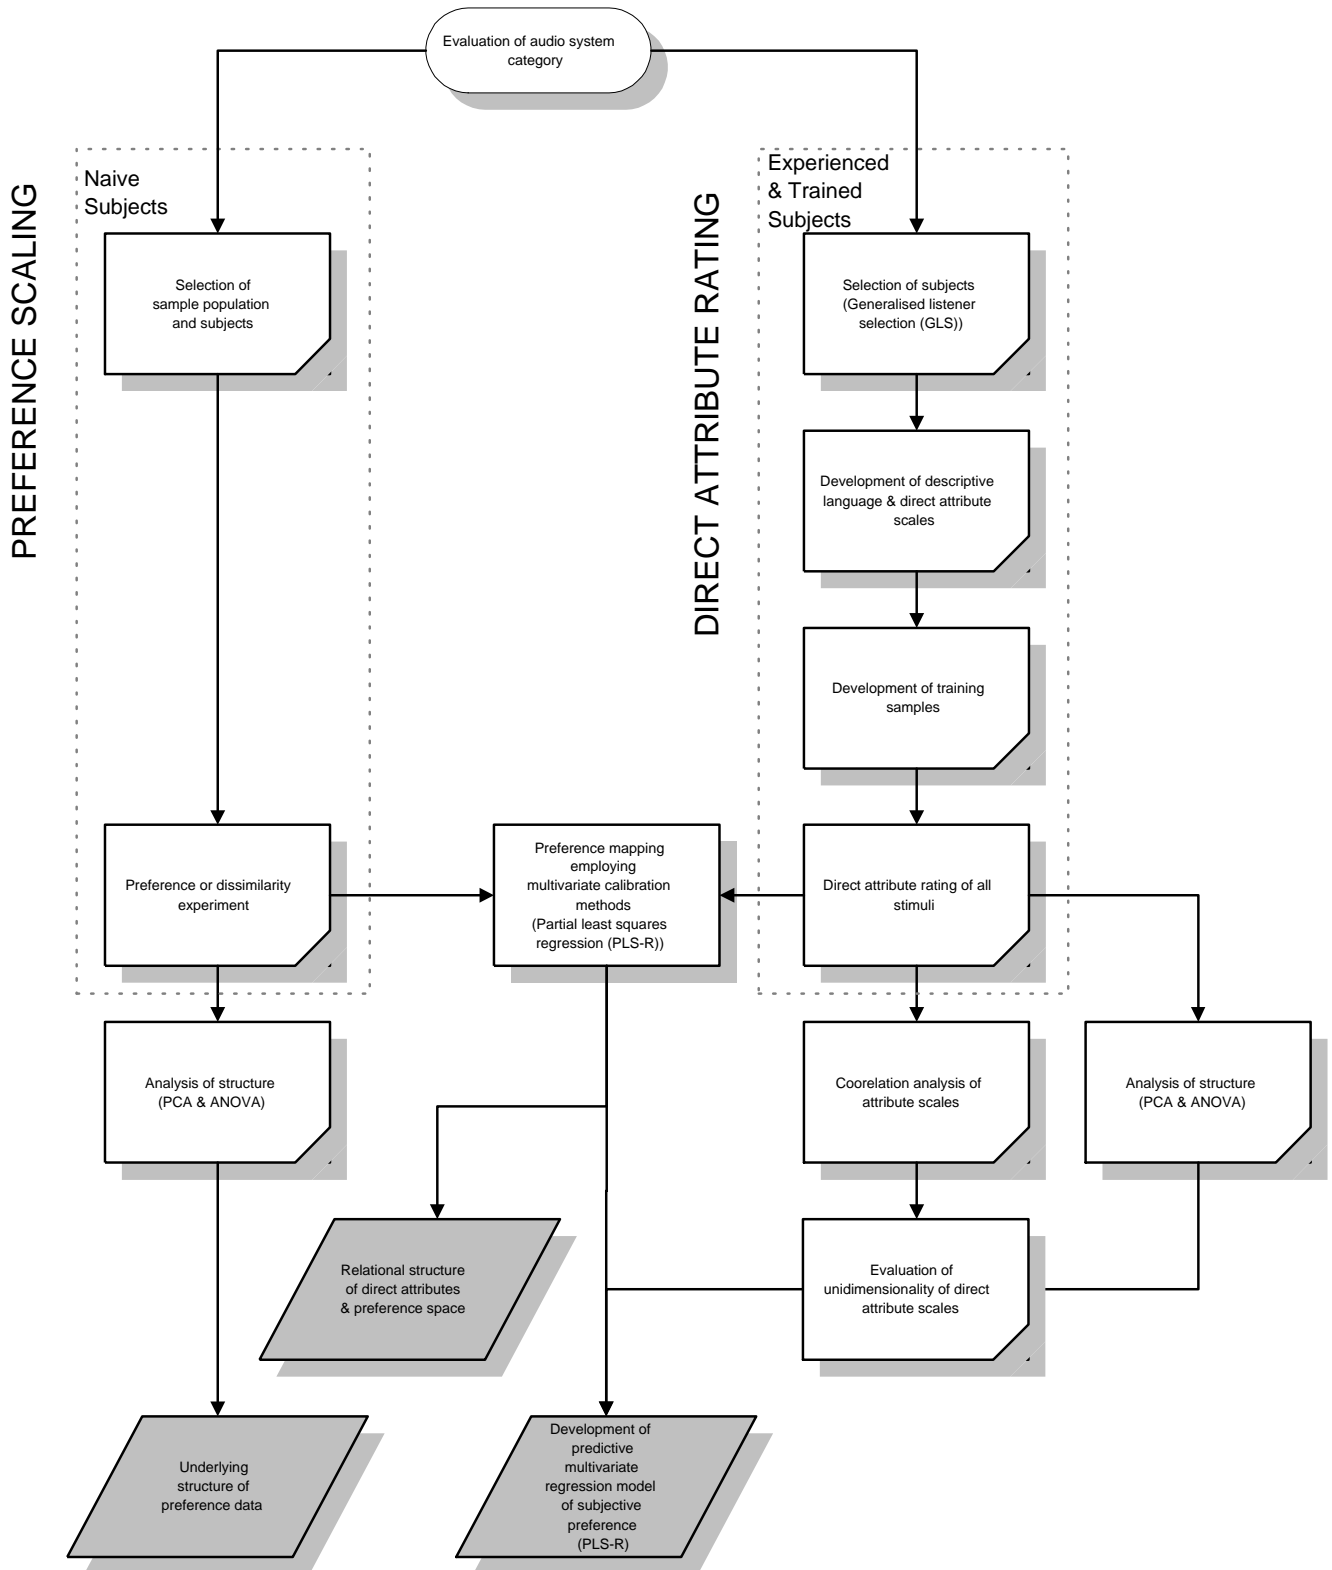 Evaluation of audio system
category
PREFERENCE SCALING
Naive
Subjects
Selection of
sample population
and subjects
Preference or dissimilarity
experiment
Analysis of structure
(PCA & ANOVA)
Underlying
structure of
preference data
Preference mapping
employing
multivariate calibration
methods
(Partial least squares
regression (PLS-R))
Relational structure
of direct attributes
& preference space
Development of
predictive
multivariate
regression model
of subjective
preference
(PLS-R)
DIRECT ATTRIBUTE RATING
Experienced
& Trained
Subjects
Selection of subjects
(Generalised listener
selection (GLS))
Development of descriptive
language & direct attribute
scales
Development of training
samples
Direct attribute rating of all
stimuli
Coorelation analysis of
attribute scales
Evaluation of
unidimensionality of direct
attribute scales
Analysis of structure
(PCA & ANOVA)